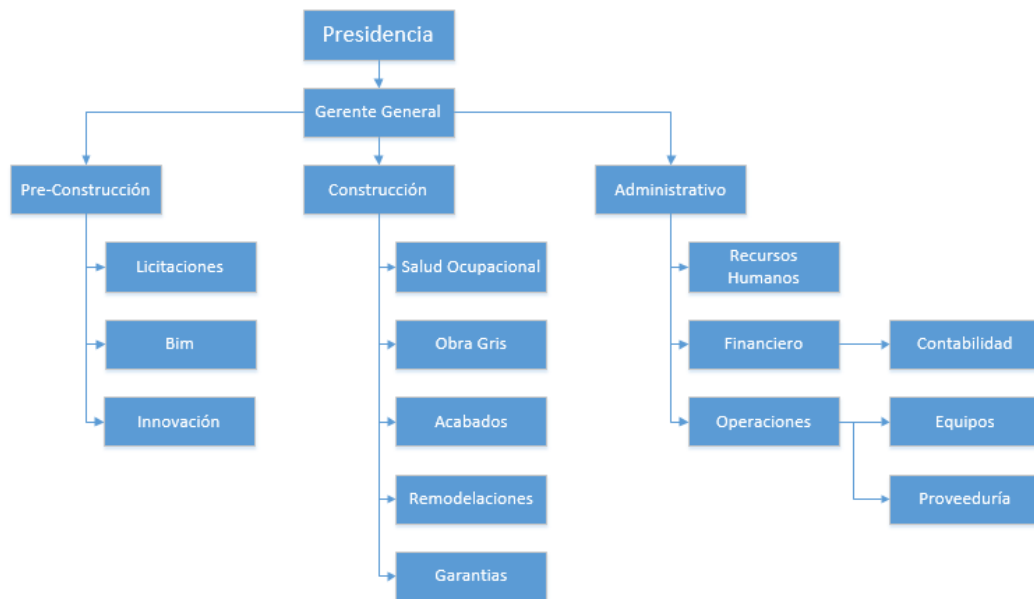 Presidencia
Gerente General
Pre-Construcción
Construcción
Administrativo
Licitaciones
Salud Ocupacional
Recursos
Humanos
Bim
Obra Gris
Financiero
Contabilidad
Innovación
Acabados
Operaciones
Equipos
Remodelaciones
Proveeduría
Garantias